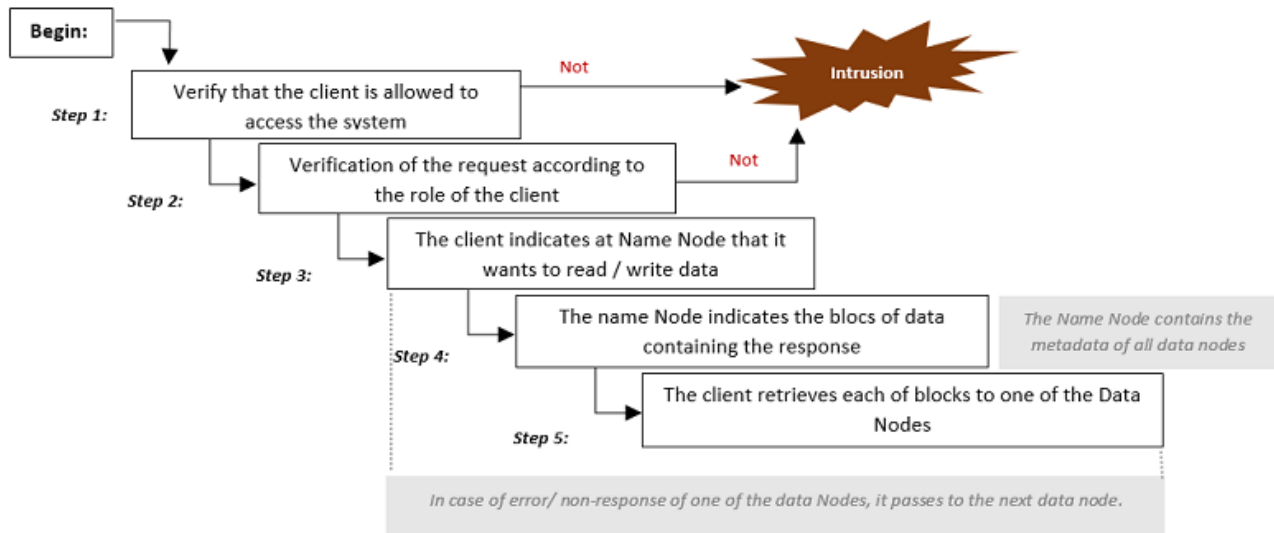 Begin:
Not
Intrusion
Step 1:
Verify that the client is allowed to
access the system
Not
Step 2:
Verification of the request according to
the role of the client
Step 3:
The client indicates at Name Node that it
wants to read / write data
Step 4:
The name Node indicates the blocs of data
containing the response
The Name Node contains the
metadata of all data nodes
Step 5:
The client retrieves each of blocks to one of the Data
Nodes
In case of error/ non-response of one of the data Nodes, it passes to the next data node.